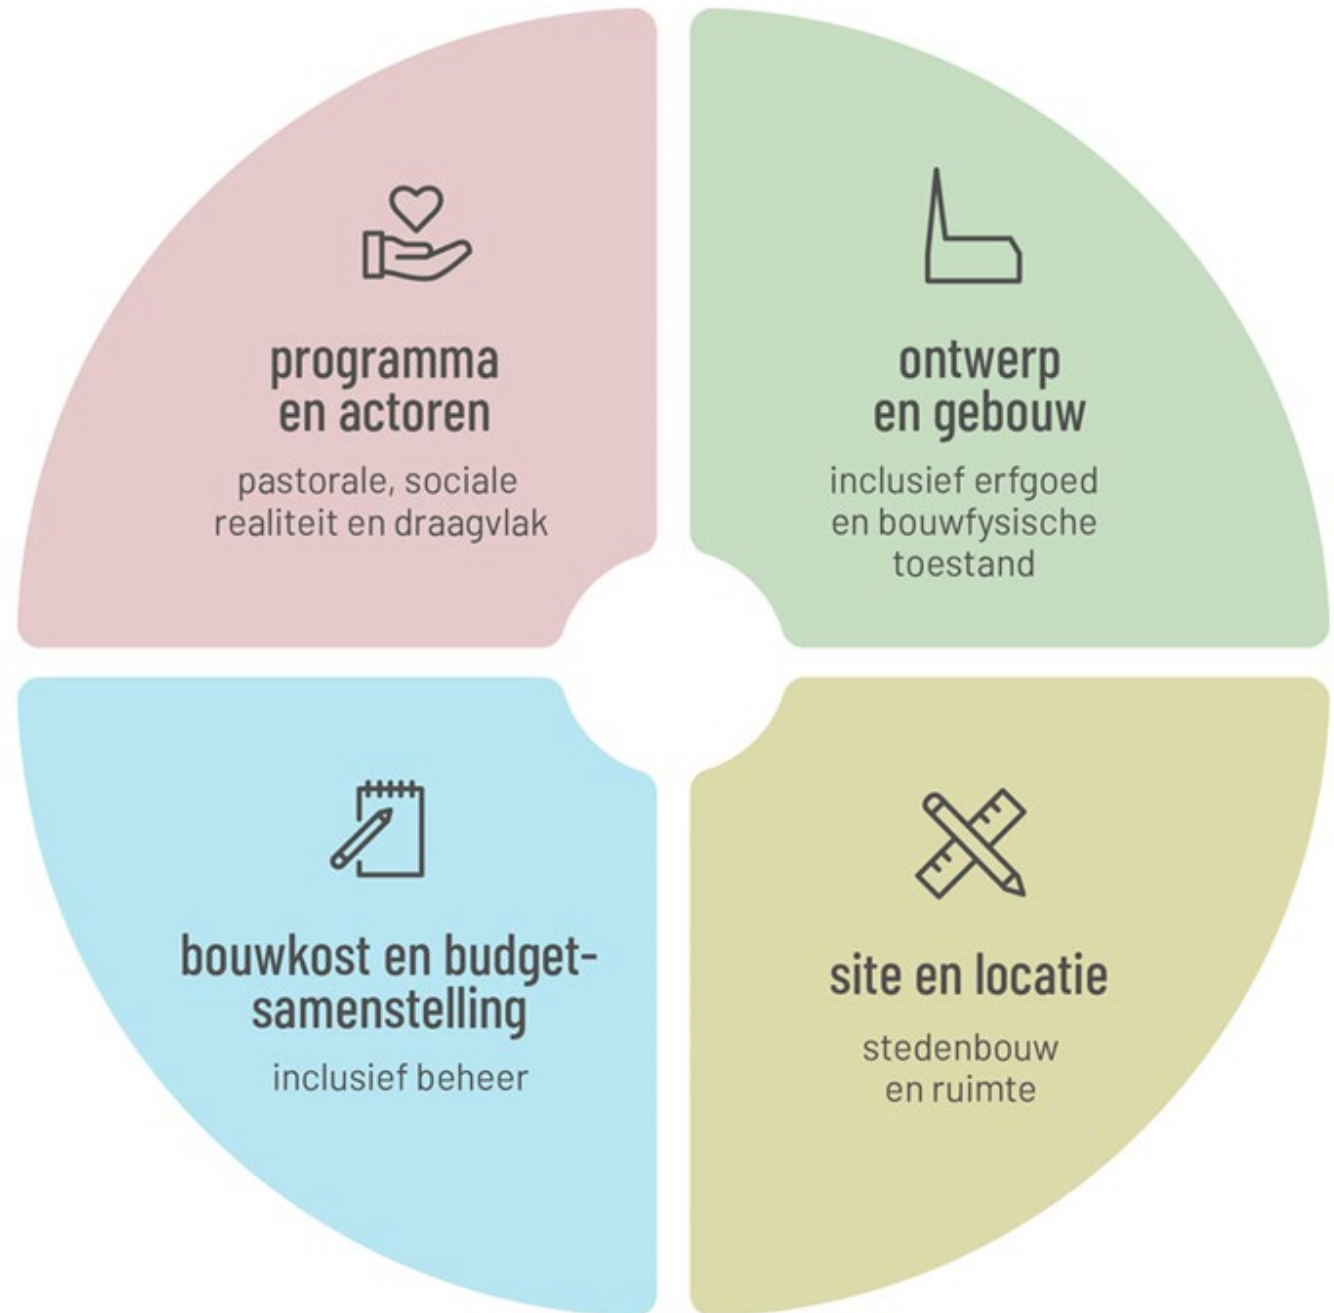 programma
en actoren
pastorale, sociale
realiteit en draagvlak
ontwerp
en gebouw
inclusief erfgoed
en bouwfysische
toestand
bouwkost en budget-
samenstelling
inclusief beheer
site en locatie
stedenbouw
en ruimte